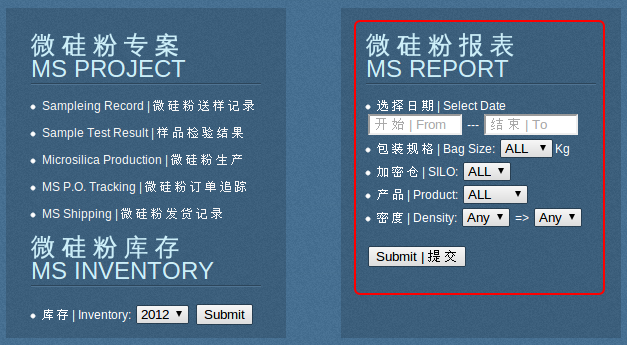 微硅粉专案
MS PROJECT
Sampleing Record | 微硅粉送样记录
Sample Test Result | 样品检验结果
Microsilica Production | 微硅粉生产
MS P.O. Tracking | 微硅粉订单追踪
MS Shipping | 微硅粉发货记录
微硅粉库存
MS INVENTORY
库存 | Inventory: 2012 Submit
微硅粉报表
MS REPORT
选择日期 | Select Date
开始 | From --- 结束 | To
包装规格 | Bag Size: ALL Kg
加密仓 | SILO: ALL
产品 | Product: ALL
密度 | Density: Any => Any
Submit | 提交